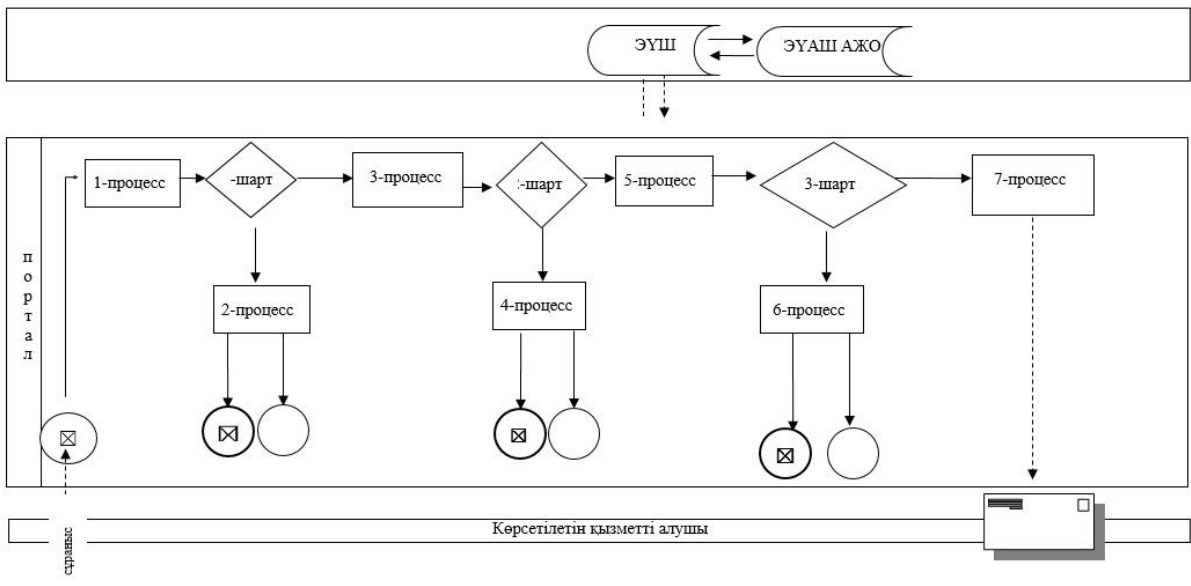 ЭҮШ
ЭҮАШ АЖО
1-процесс
-шарт
3-процесс
-шарт
5-процесс
3-шарт
7-процесс
портал
2-процесс
4-процесс
6-процесс
Көрсетілетін қызметті алушы
сұраныс